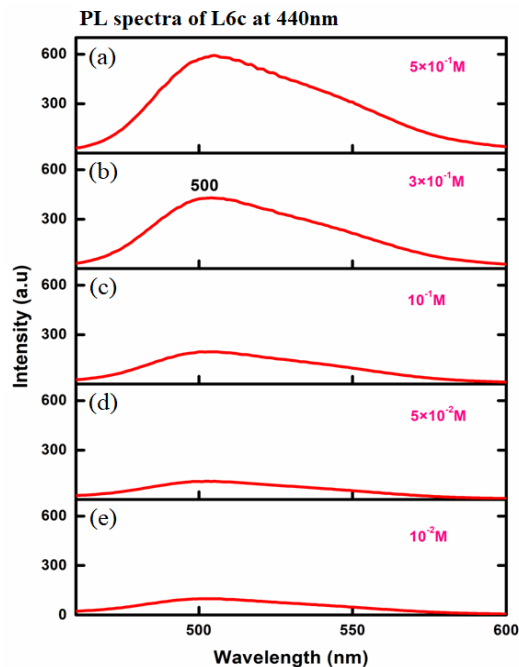 PL spectra of L6c at 440nm
(a)
5×10⁻¹M
600
300
(b)
3×10⁻¹M
500
600
300
(c)
10⁻¹M
600
300
(d)
5×10⁻²M
600
300
(e)
10⁻²M
600
300
0
500
550
600
Intensity (a.u)
Wavelength (nm)